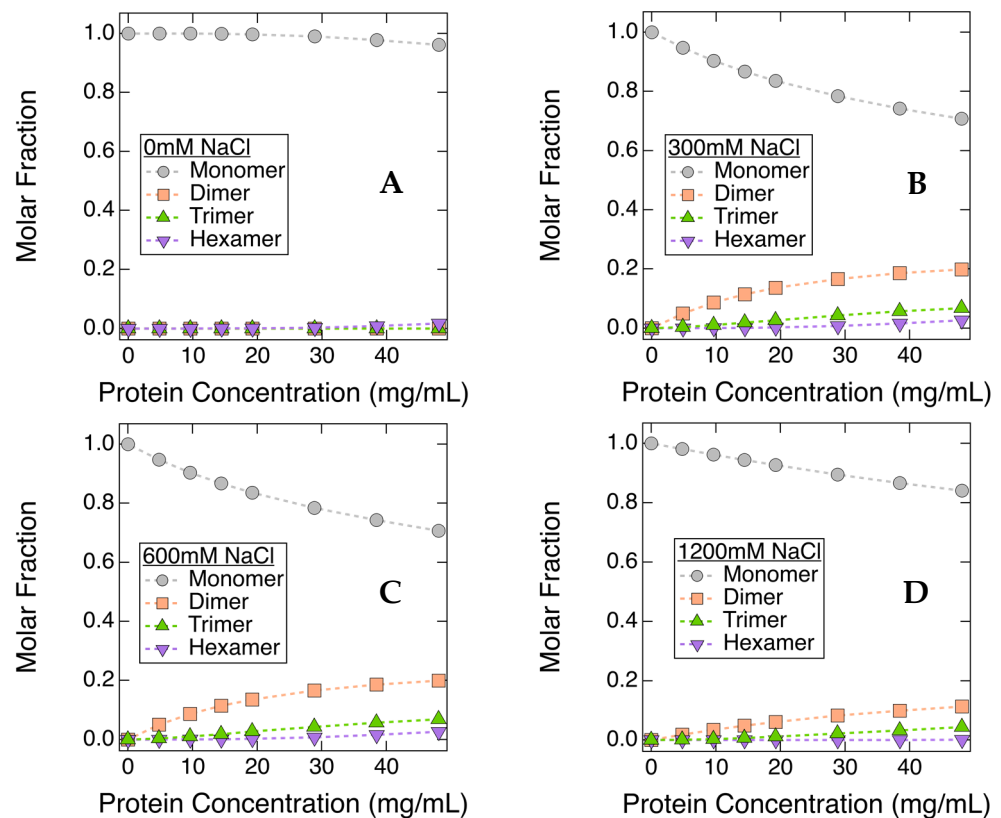 1.0
0.8
0.6
0.4
0.2
0.0
Molar Fraction
0mM NaCl
Monomer
Dimer
Trimer
Hexamer
A
0 10 20 30 40
Protein Concentration (mg/mL)
1.0
0.8
0.6
0.4
0.2
0.0
Molar Fraction
300mM NaCl
Monomer
Dimer
Trimer
Hexamer
B
0 10 20 30 40
Protein Concentration (mg/mL)
1.0
0.8
0.6
0.4
0.2
0.0
Molar Fraction
600mM NaCl
Monomer
Dimer
Trimer
Hexamer
C
0 10 20 30 40
Protein Concentration (mg/mL)
1.0
0.8
0.6
0.4
0.2
0.0
Molar Fraction
1200mM NaCl
Monomer
Dimer
Trimer
Hexamer
D
0 10 20 30 40
Protein Concentration (mg/mL)